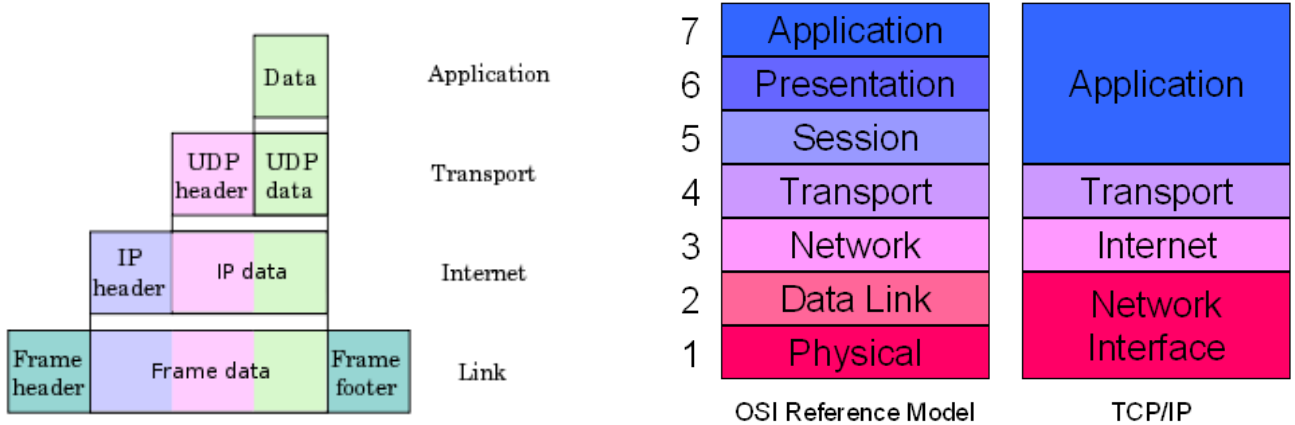 Data
Application
UDP
header
UDP
data
Transport
IP
header
IP data
Internet
Frame
header
Frame data
Frame
footer
Link
7
Application
6
Presentation
5
Session
4
Transport
3
Network
2
Data Link
1
Physical
OSI Reference Model
Application
Transport
Internet
Network
Interface
TCP/IP